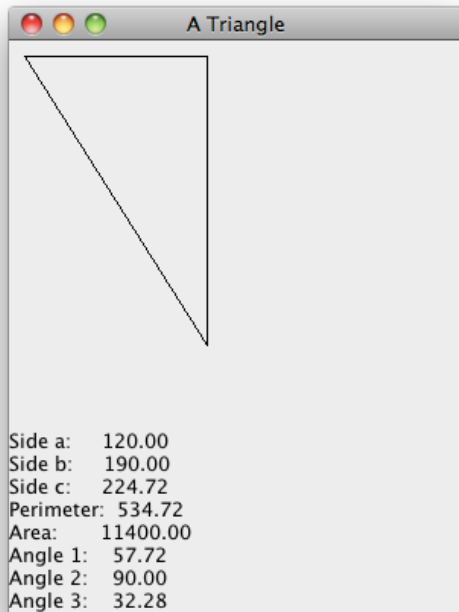 A Triangle
Side a: 120.00
Side b: 190.00
Side c: 224.72
Perimeter: 534.72
Area: 11400.00
Angle 1: 57.72
Angle 2: 90.00
Angle 3: 32.28